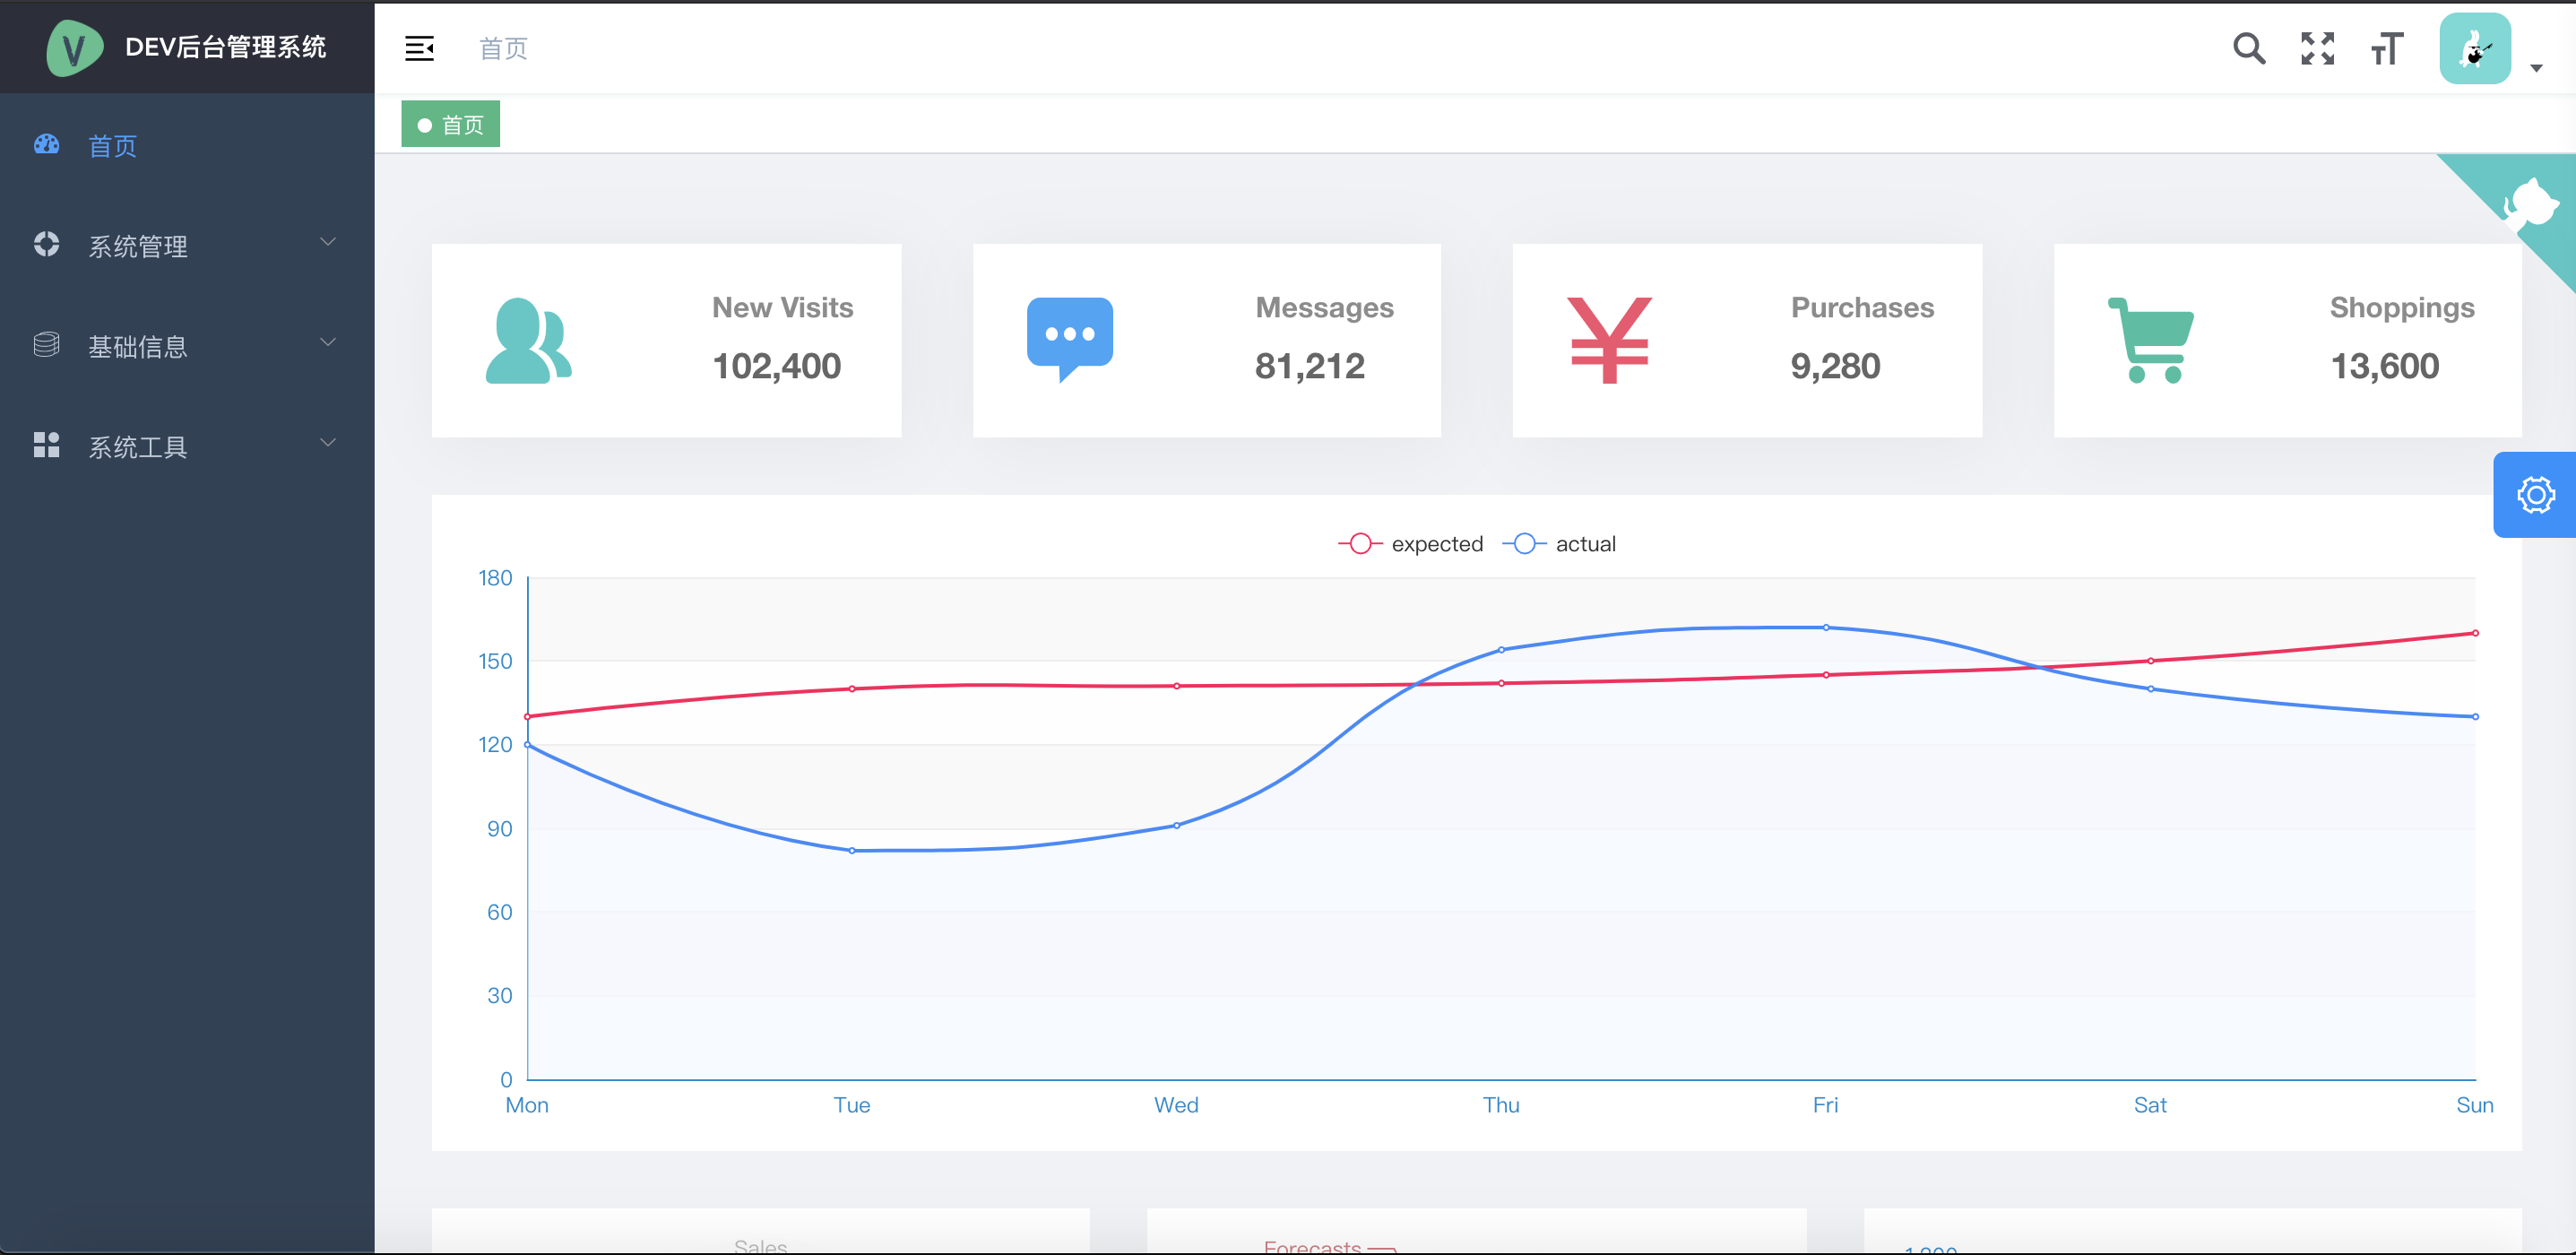 DEV后台管理系统
首页
首页
首页
系统管理
基础信息
系统工具
New Visits
102,400
Messages
81,212
Purchases
9,280
Shoppings
13,600
expected
actual
180
150
120
90
60
30
0
Mon
Tue
Wed
Thu
Fri
Sat
Sun
Sales
Forecasts